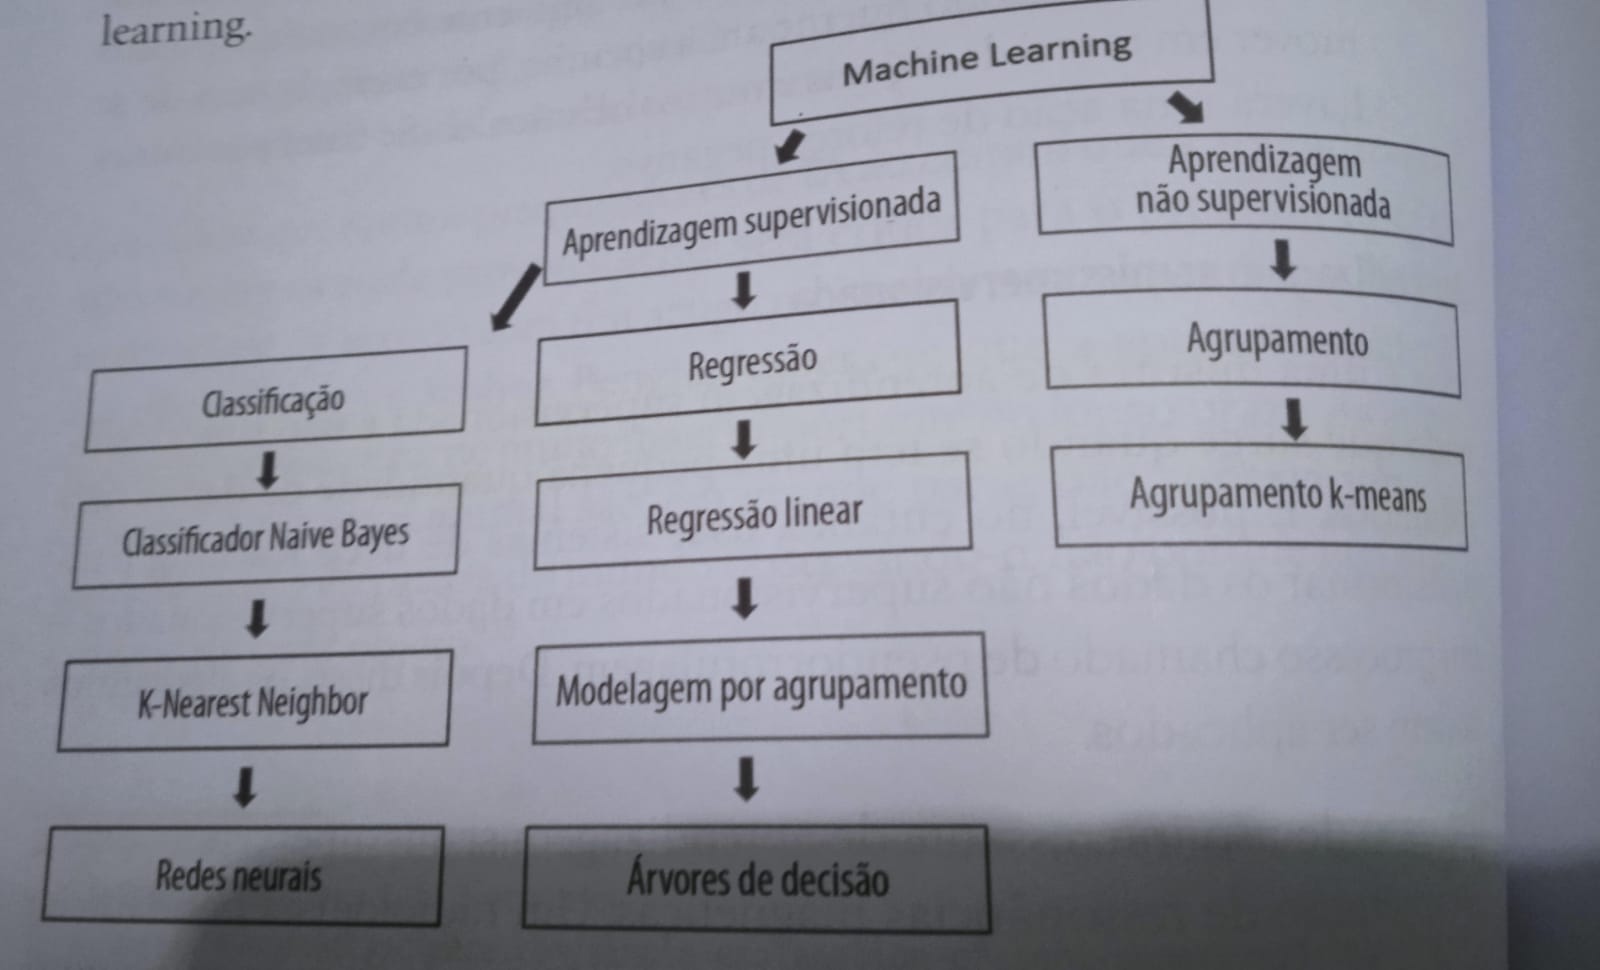 learning.
Machine Learning
Aprendizagem supervisionada
Aprendizagem
não supervisionada
Classificação
Regressão
Agrupamento
Classificador Naive Bayes
Regressão linear
Agrupamento k-means
K-Nearest Neighbor
Modelagem por agrupamento
Redes neurais
Árvores de decisão